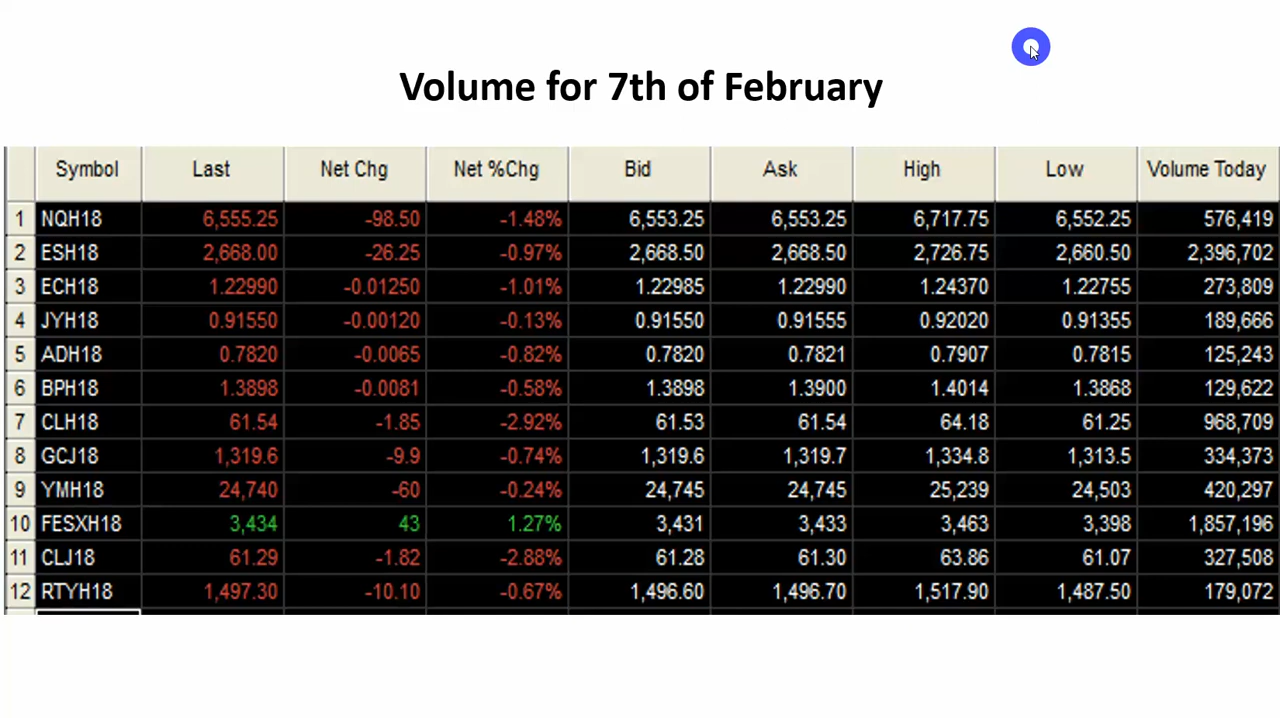 Volume for 7th of February
Symbol Last Net Chg Net %Chg Bid Ask High Low Volume Today
1 NQH18 6,555.25 -98.50 -1.48% 6,553.25 6,553.25 6,717.75 6,552.25 576,419
2 ESH18 2,668.00 -26.25 -0.97% 2,668.50 2,668.50 2,726.75 2,660.50 2,396,702
3 ECH18 1.22990 -0.01250 -1.01% 1.22985 1.22990 1.24370 1.22755 273,809
4 JYH18 0.91550 -0.00120 -0.13% 0.91550 0.91555 0.92020 0.91355 189,666
5 ADH18 0.7820 -0.0065 -0.82% 0.7820 0.7821 0.7907 0.7815 125,243
6 BPH18 1.3898 -0.0081 -0.58% 1.3898 1.3900 1.4014 1.3868 129,622
7 CLH18 61.54 -1.85 -2.92% 61.53 61.54 64.18 61.25 968,709
8 GCJ18 1,319.6 -9.9 -0.74% 1,319.6 1,319.7 1,334.8 1,313.5 334,373
9 YMH18 24,740 -60 -0.24% 24,745 24,745 25,239 24,503 420,297
10 FESXH18 3,434 43 1.27% 3,431 3,433 3,463 3,398 1,857,196
11 CLJ18 61.29 -1.82 -2.88% 61.28 61.30 63.86 61.07 327,508
12 RTYH18 1,497.30 -10.10 -0.67% 1,496.60 1,496.70 1,517.90 1,487.50 179,072